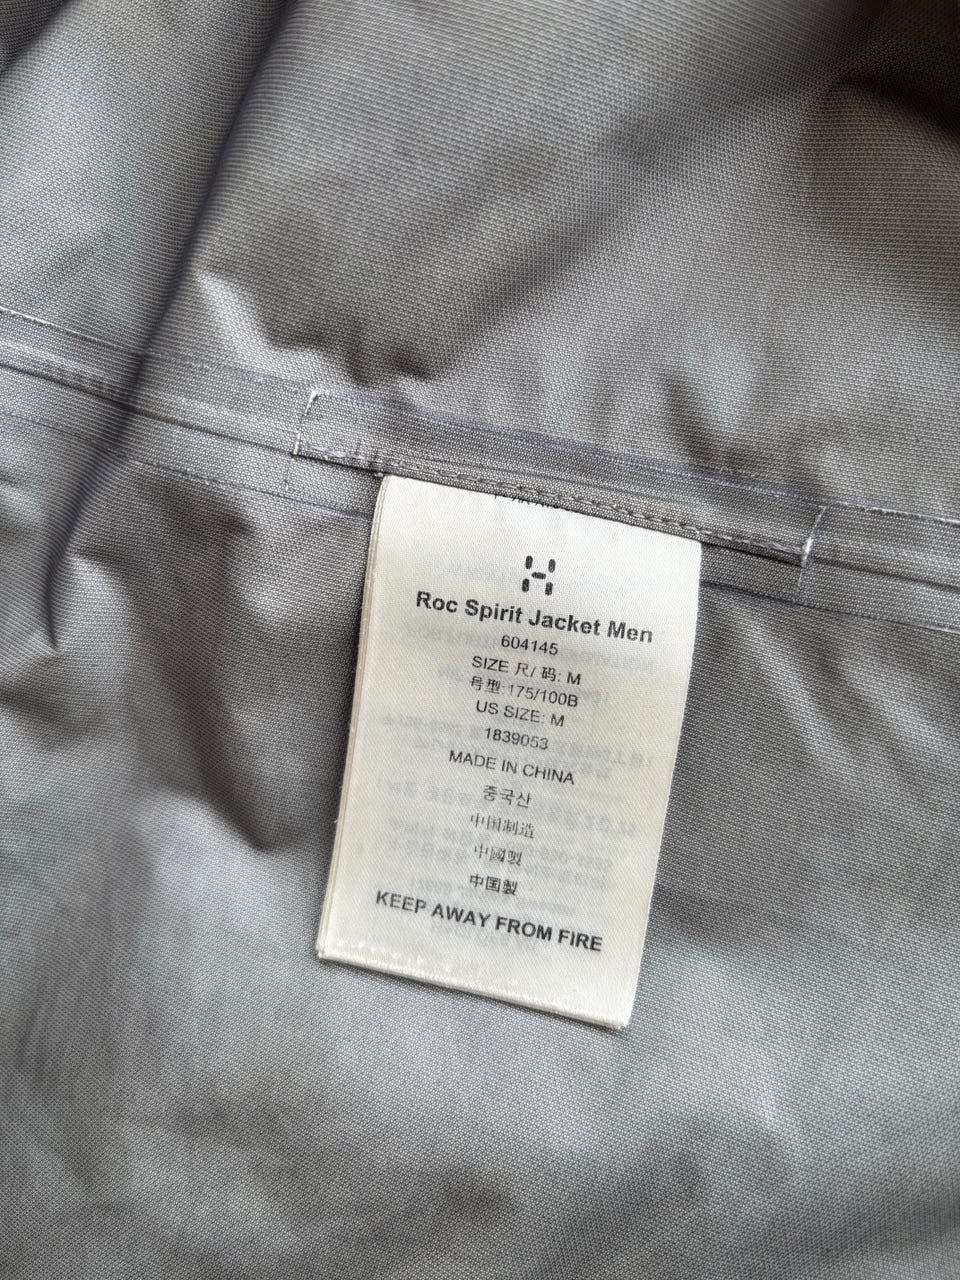 Roc Spirit Jacket Men
604145
SIZE 尺/ 码: M
号型:175/100B
US SIZE: M
1839053
MADE IN CHINA
중국산
中国制造
中國製
中国製
KEEP AWAY FROM FIRE